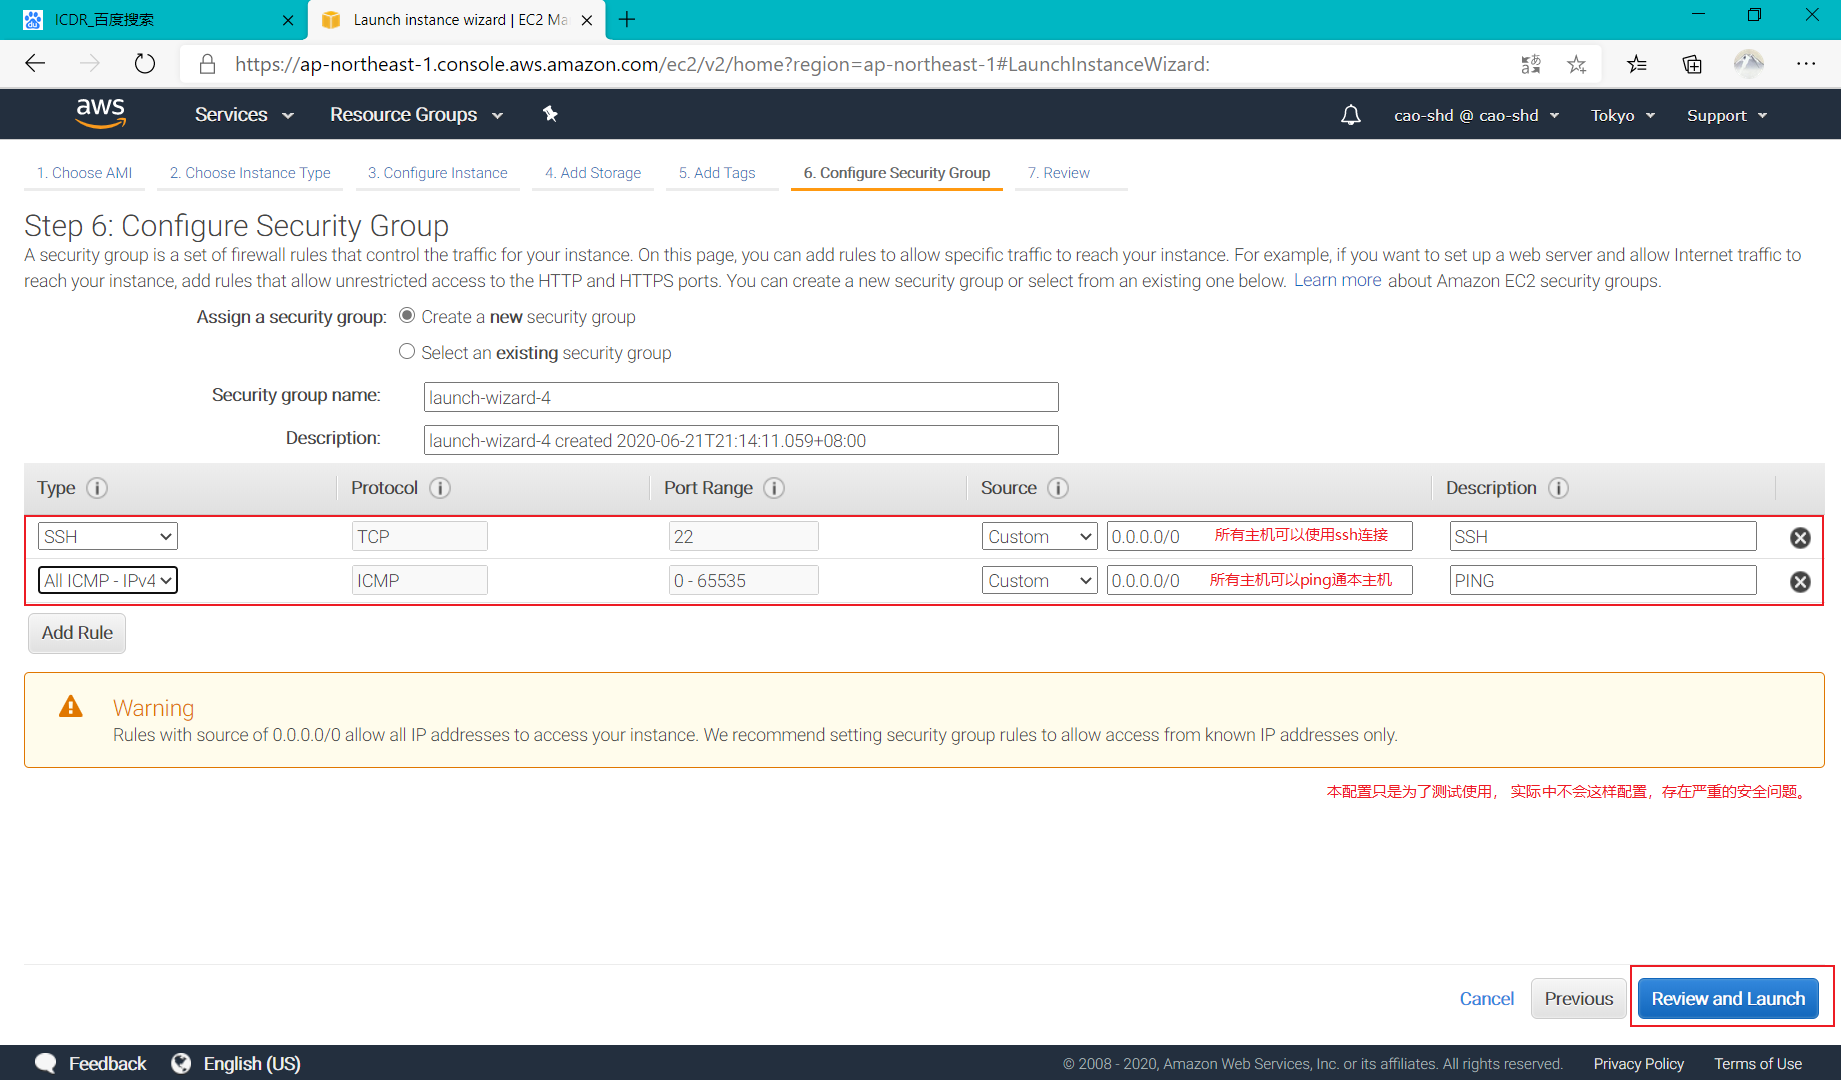 ICDR_百度搜索
Launch instance wizard | EC2 Ma
https://ap-northeast-1.console.aws.amazon.com/ec2/v2/home?region=ap-northeast-1#LaunchInstanceWizard:
aws Services Resource Groups cao-shd @ cao-shd Tokyo Support
1. Choose AMI 2. Choose Instance Type 3. Configure Instance 4. Add Storage 5. Add Tags 6. Configure Security Group 7. Review
Step 6: Configure Security Group
A security group is a set of firewall rules that control the traffic for your instance. On this page, you can add rules to allow specific traffic to reach your instance. For example, if you want to set up a web server and allow Internet traffic to
reach your instance, add rules that allow unrestricted access to the HTTP and HTTPS ports. You can create a new security group or select from an existing one below. Learn more about Amazon EC2 security groups.
Assign a security group: Create a new security group
Select an existing security group
Security group name: launch-wizard-4
Description: launch-wizard-4 created 2020-06-21T21:14:11.059+08:00
Type Protocol Port Range Source Description
SSH TCP 22 Custom 0.0.0.0/0 所有主机可以使用ssh连接 SSH
All ICMP - IPv4 ICMP 0 - 65535 Custom 0.0.0.0/0 所有主机可以ping通本主机 PING
Add Rule
Warning
Rules with source of 0.0.0.0/0 allow all IP addresses to access your instance. We recommend setting security group rules to allow access from known IP addresses only.
本配置只是为了测试使用， 实际中不会这样配置，存在严重的安全问题。
Cancel Previous Review and Launch
Feedback English (US) © 2008 - 2020, Amazon Web Services, Inc. or its affiliates. All rights reserved. Privacy Policy Terms of Use